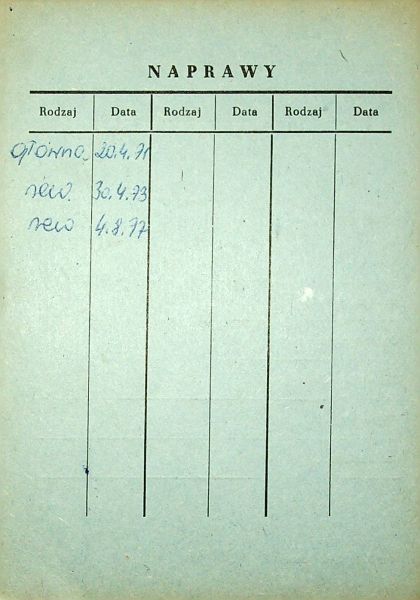 NAPRAWY
Rodzaj Data Rodzaj Data Rodzaj Data
główna 20.4.71
rew. 30.4.73
rew 4.8.77